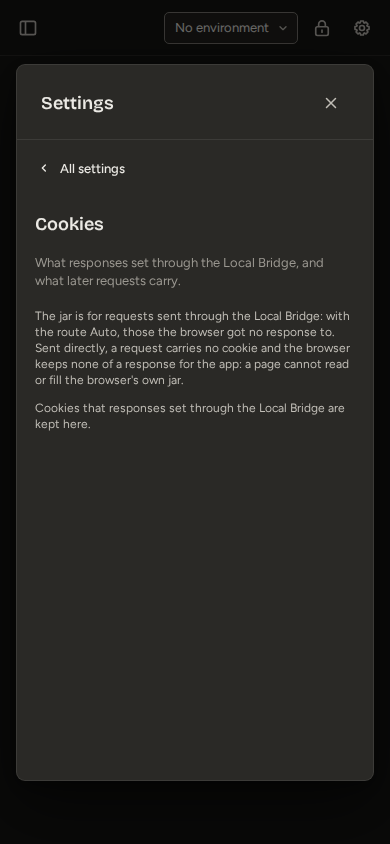 No environment
Settings
All settings
Cookies
What responses set through the Local Bridge, and
what later requests carry.
The jar is for requests sent through the Local Bridge: with
the route Auto, those the browser got no response to.
Sent directly, a request carries no cookie and the browser
keeps none of a response for the app: a page cannot read
or fill the browser's own jar.
Cookies that responses set through the Local Bridge are
kept here.